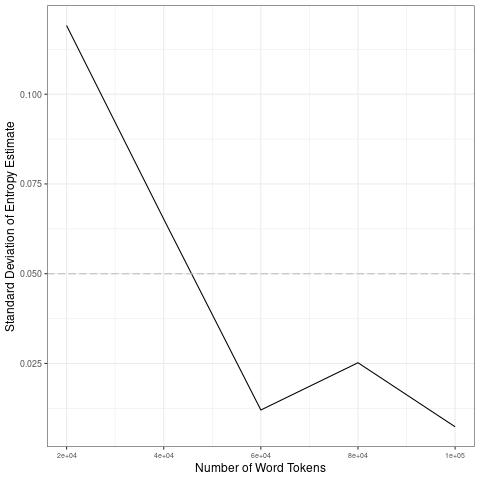 Standard Deviation of Entropy Estimate
0.100
0.075
0.050
0.025
2e+04 4e+04 6e+04 8e+04 1e+05
Number of Word Tokens